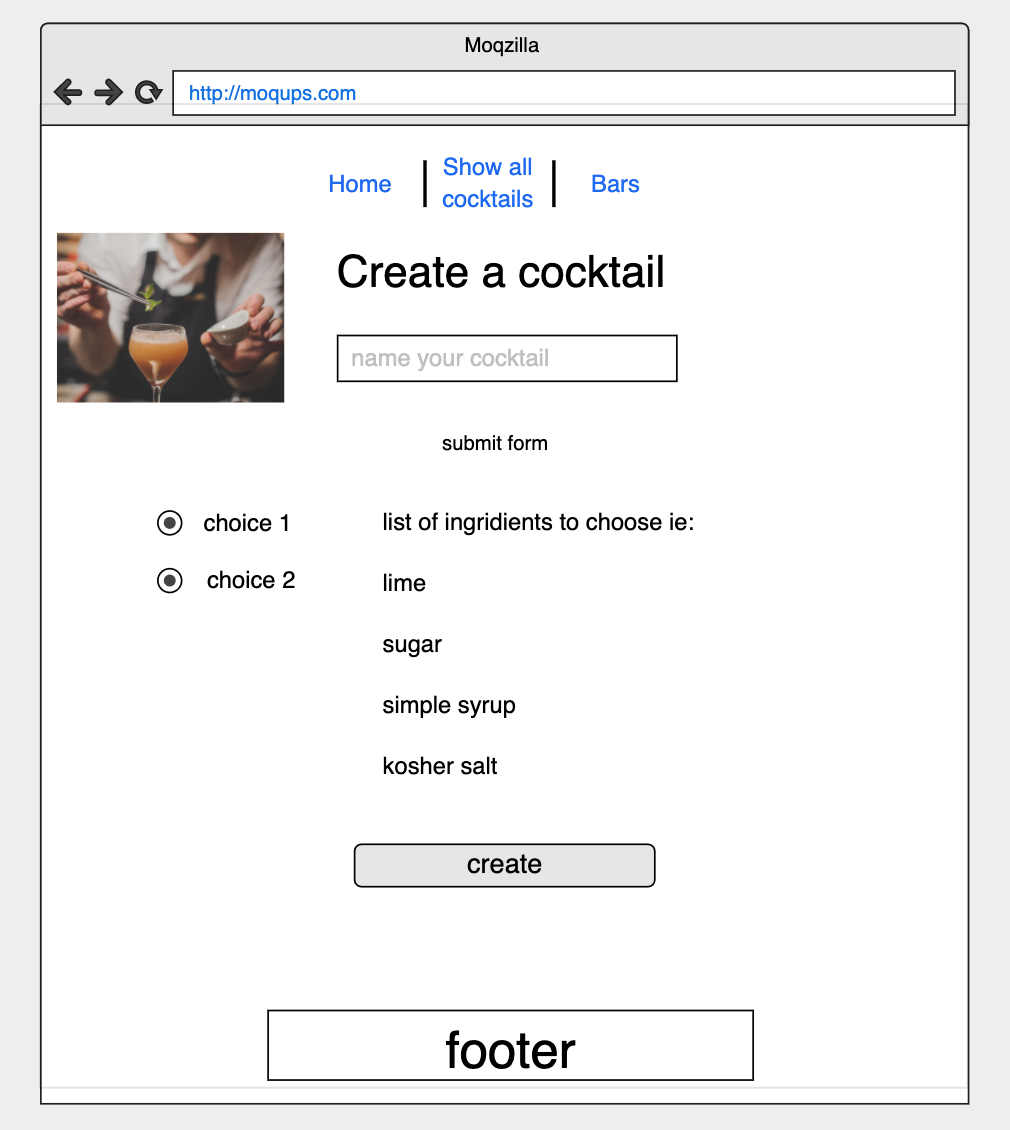 Moqzilla
http://moqups.com
Home
Show all
cocktails
Bars
Create a cocktail
name your cocktail
submit form
choice 1
list of ingridients to choose ie:
choice 2
lime
sugar
simple syrup
kosher salt
create
footer